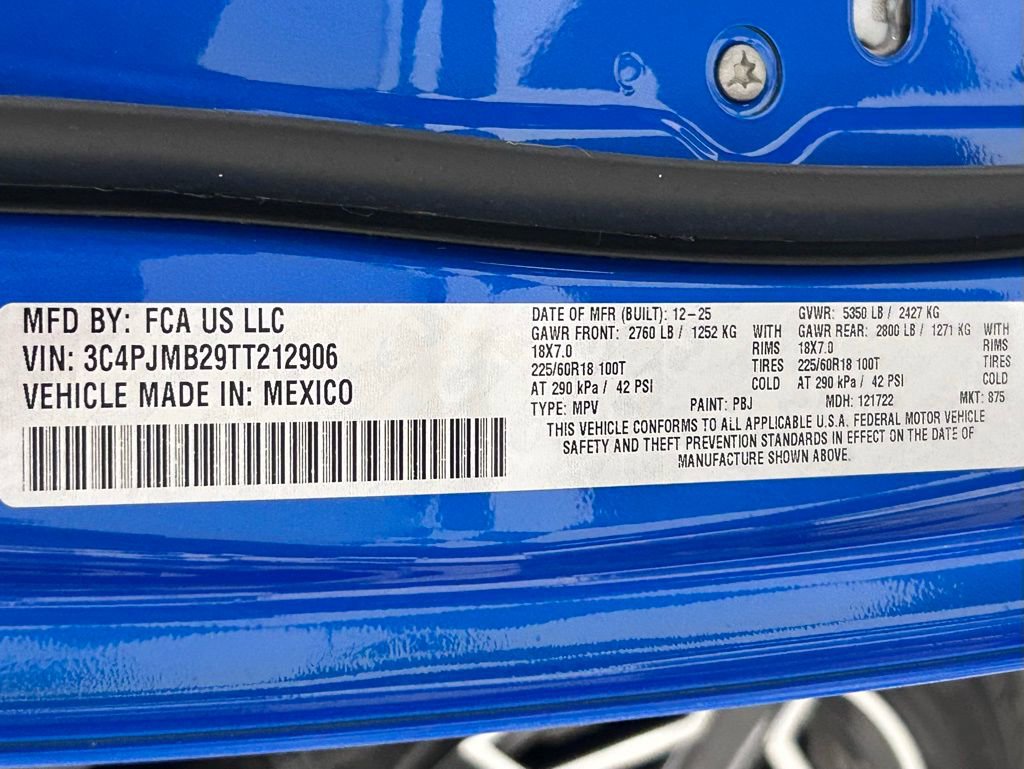 MFD BY: FCA US LLC
VIN: 3C4PJMB29TT212906
VEHICLE MADE IN: MEXICO
DATE OF MFR (BUILT): 12-25 GVWR: 5350 LB / 2427 KG
GAWR FRONT: 2760 LB / 1252 KG WITH GAWR REAR: 2800 LB / 1271 KG WITH
18X7.0 RIMS 18X7.0 RIMS
225/60R18 100T TIRES 225/60R18 100T TIRES
AT 290 kPa / 42 PSI COLD AT 290 kPa / 42 PSI COLD
TYPE: MPV PAINT: PBJ MDH: 121722 MKT: 875
THIS VEHICLE CONFORMS TO ALL APPLICABLE U.S.A. FEDERAL MOTOR VEHICLE
SAFETY AND THEFT PREVENTION STANDARDS IN EFFECT ON THE DATE OF
MANUFACTURE SHOWN ABOVE.